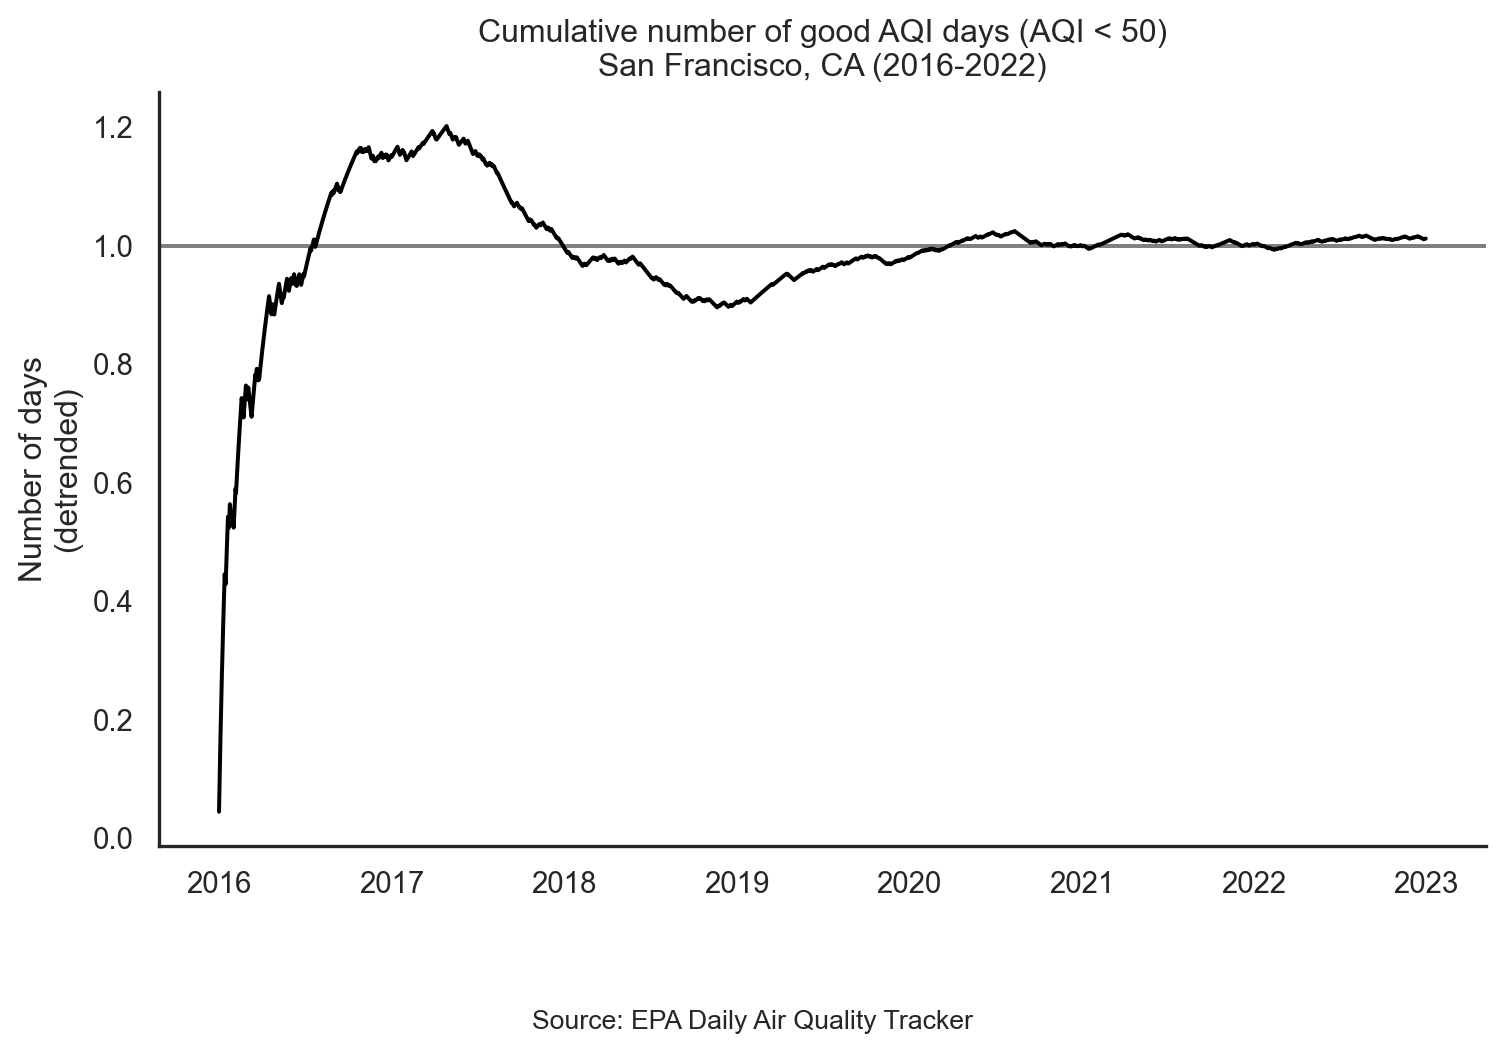 Cumulative number of good AQI days (AQI < 50)
San Francisco, CA (2016-2022)
Number of days
(detrended)
1.2
1.0
0.8
0.6
0.4
0.2
0.0
2016 2017 2018 2019 2020 2021 2022 2023
Source: EPA Daily Air Quality Tracker